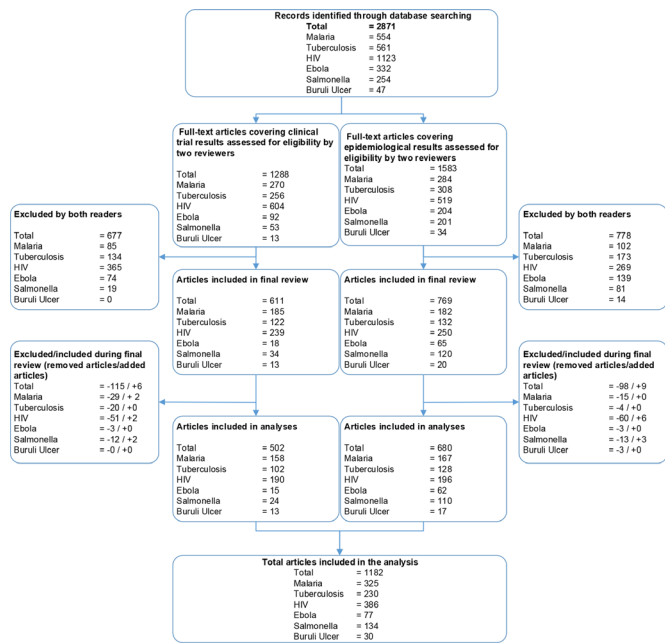 Records identified through database searching
Total = 2871
Malaria = 554
Tuberculosis = 561
HIV = 1123
Ebola = 332
Salmonella = 254
Buruli Ulcer = 47
Full-text articles covering clinical
trial results assessed for eligibility by
two reviewers
Total = 1288
Malaria = 270
Tuberculosis = 256
HIV = 604
Ebola = 92
Salmonella = 53
Buruli Ulcer = 13
Full-text articles covering
epidemiological results assessed for
eligibility by two reviewers
Total = 1583
Malaria = 284
Tuberculosis = 308
HIV = 519
Ebola = 204
Salmonella = 201
Buruli Ulcer = 34
Excluded by both readers
Total = 677
Malaria = 85
Tuberculosis = 134
HIV = 365
Ebola = 74
Salmonella = 19
Buruli Ulcer = 0
Excluded by both readers
Total = 778
Malaria = 102
Tuberculosis = 173
HIV = 269
Ebola = 139
Salmonella = 81
Buruli Ulcer = 14
Articles included in final review
Total = 611
Malaria = 185
Tuberculosis = 122
HIV = 239
Ebola = 18
Salmonella = 34
Buruli Ulcer = 13
Articles included in final review
Total = 769
Malaria = 182
Tuberculosis = 132
HIV = 250
Ebola = 65
Salmonella = 120
Buruli Ulcer = 20
Excluded/included during final
review (removed articles/added
articles)
Total = -115 / +6
Malaria = -29 / + 2
Tuberculosis = -20 / +0
HIV = -51 / +2
Ebola = -3 / +0
Salmonella = -12 / +2
Buruli Ulcer = -0 / +0
Excluded/included during final
review (removed articles/added
articles)
Total = -98 / +9
Malaria = -15 / +0
Tuberculosis = -4 / +0
HIV = -60 / +6
Ebola = -3 / +0
Salmonella = -13 / +3
Buruli Ulcer = -3 / +0
Articles included in analyses
Total = 502
Malaria = 158
Tuberculosis = 102
HIV = 190
Ebola = 15
Salmonella = 24
Buruli Ulcer = 13
Articles included in analyses
Total = 680
Malaria = 167
Tuberculosis = 128
HIV = 196
Ebola = 62
Salmonella = 110
Buruli Ulcer = 17
Total articles included in the analysis
Total = 1182
Malaria = 325
Tuberculosis = 230
HIV = 386
Ebola = 77
Salmonella = 134
Buruli Ulcer = 30